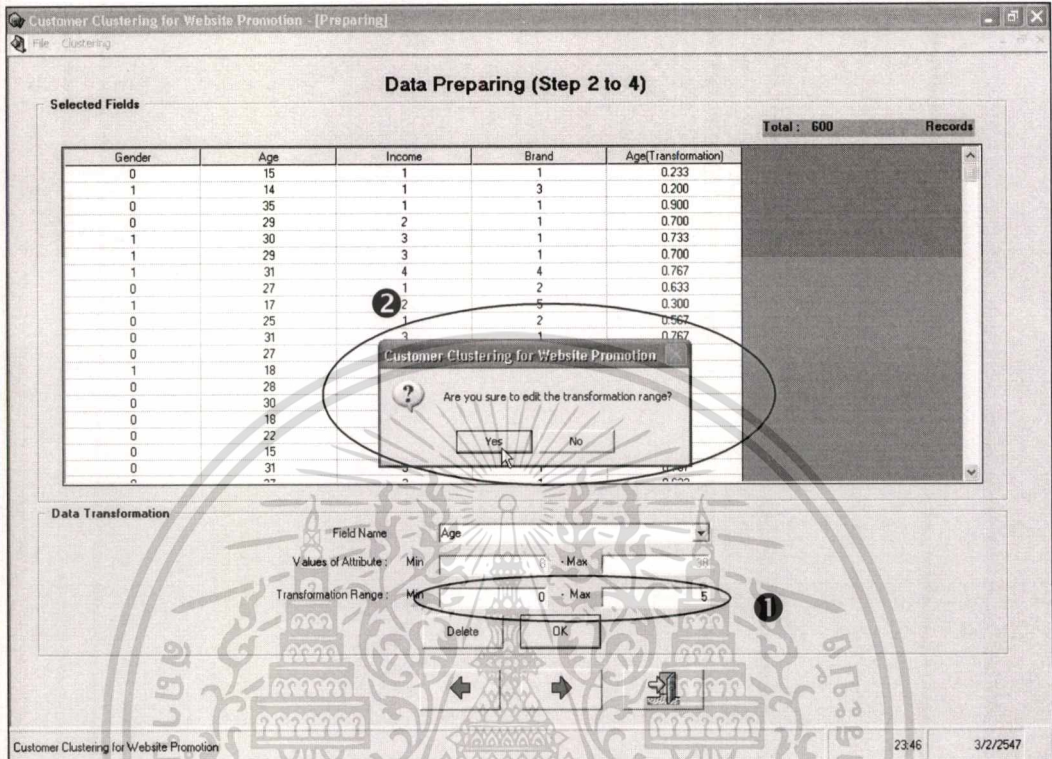 Customer Clustering for Website Promotion - [Preparing]
File Clustering
Data Preparing (Step 2 to 4)
Selected Fields
Total : 600 Records
Gender Age Income Brand Age(Transformation)
0 15 1 1 0.233
1 14 1 3 0.200
0 35 1 1 0.900
0 29 2 1 0.700
1 30 3 1 0.733
1 29 3 1 0.700
1 31 4 4 0.767
0 27 1 2 0.633
1 17 2 5 0.300
0 25 1 2 0.567
0 31 3 1 0.767
0 27
1 18
0 28
0 30
0 18
0 22
0 15
0 31
2
Customer Clustering for Website Promotion
Are you sure to edit the transformation range?
Yes No
Data Transformation
Field Name Age
Values of Attribute : Min - Max 38
Transformation Range : Min 0 - Max 5
1
Delete OK
Customer Clustering for Website Promotion 23:46 3/2/2547